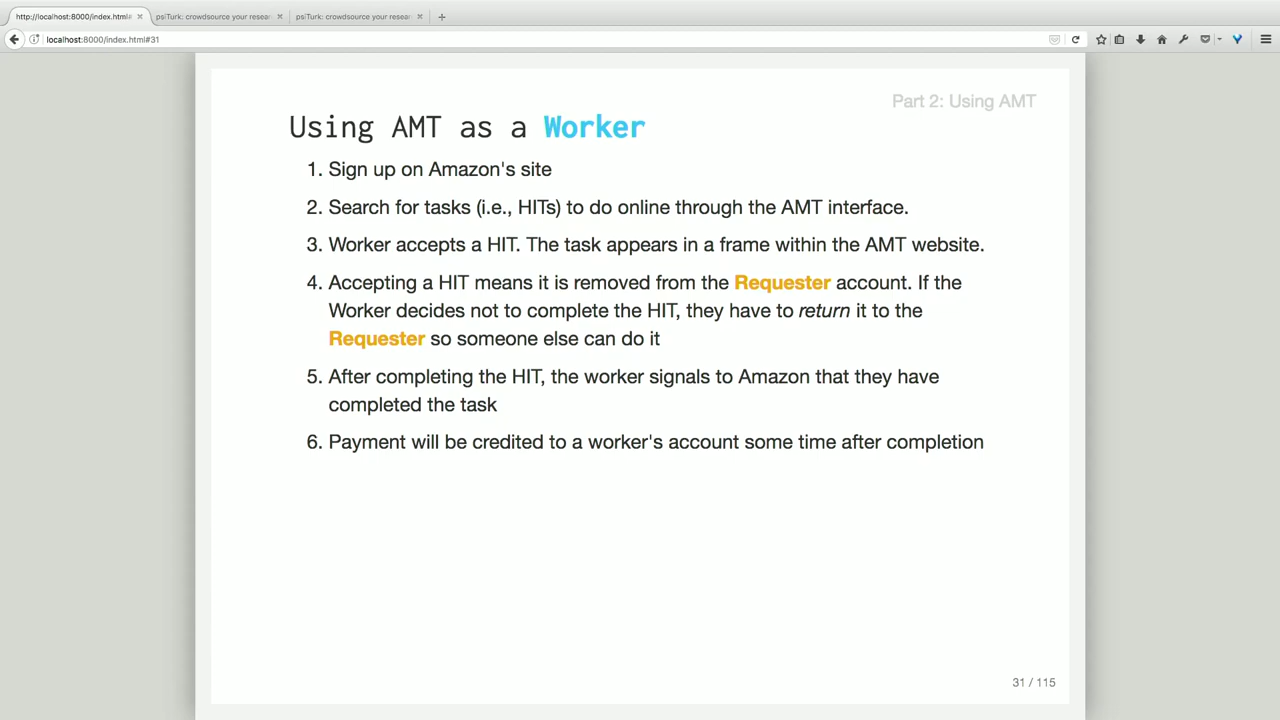 http://localhost:8000/index.html#
psiTurk: crowdsource your resear
psiTurk: crowdsource your resear
localhost:8000/index.html#31
Part 2: Using AMT
Using AMT as a Worker
1. Sign up on Amazon's site
2. Search for tasks (i.e., HITs) to do online through the AMT interface.
3. Worker accepts a HIT. The task appears in a frame within the AMT website.
4. Accepting a HIT means it is removed from the Requester account. If the
Worker decides not to complete the HIT, they have to return it to the
Requester so someone else can do it
5. After completing the HIT, the worker signals to Amazon that they have
completed the task
6. Payment will be credited to a worker's account some time after completion
31 / 115